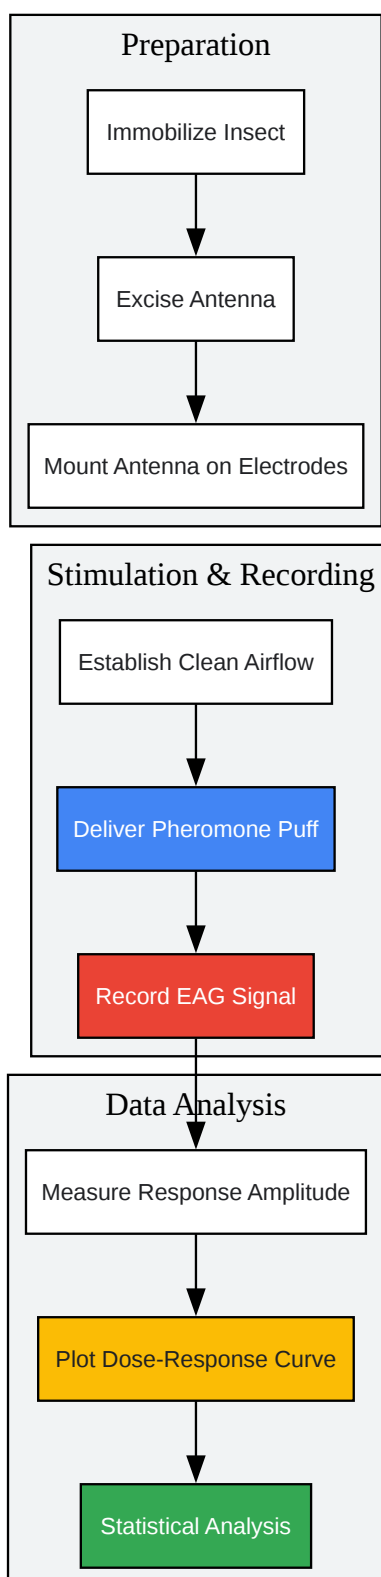 Preparation
Immobilize Insect
Excise Antenna
Mount Antenna on Electrodes
Stimulation & Recording
Establish Clean Airflow
Deliver Pheromone Puff
Record EAG Signal
Data Analysis
Measure Response Amplitude
Plot Dose-Response Curve
Statistical Analysis